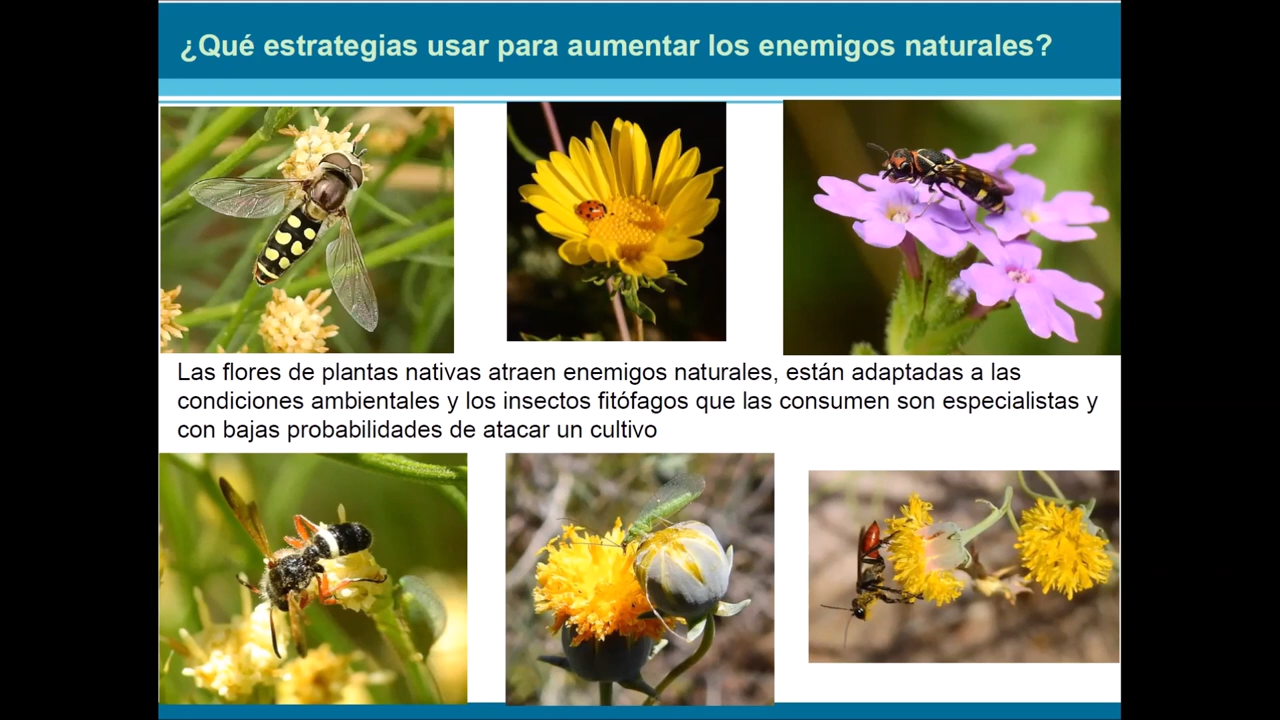 ¿Qué estrategias usar para aumentar los enemigos naturales?
Las flores de plantas nativas atraen enemigos naturales, están adaptadas a las
condiciones ambientales y los insectos fitófagos que las consumen son especialistas y
con bajas probabilidades de atacar un cultivo